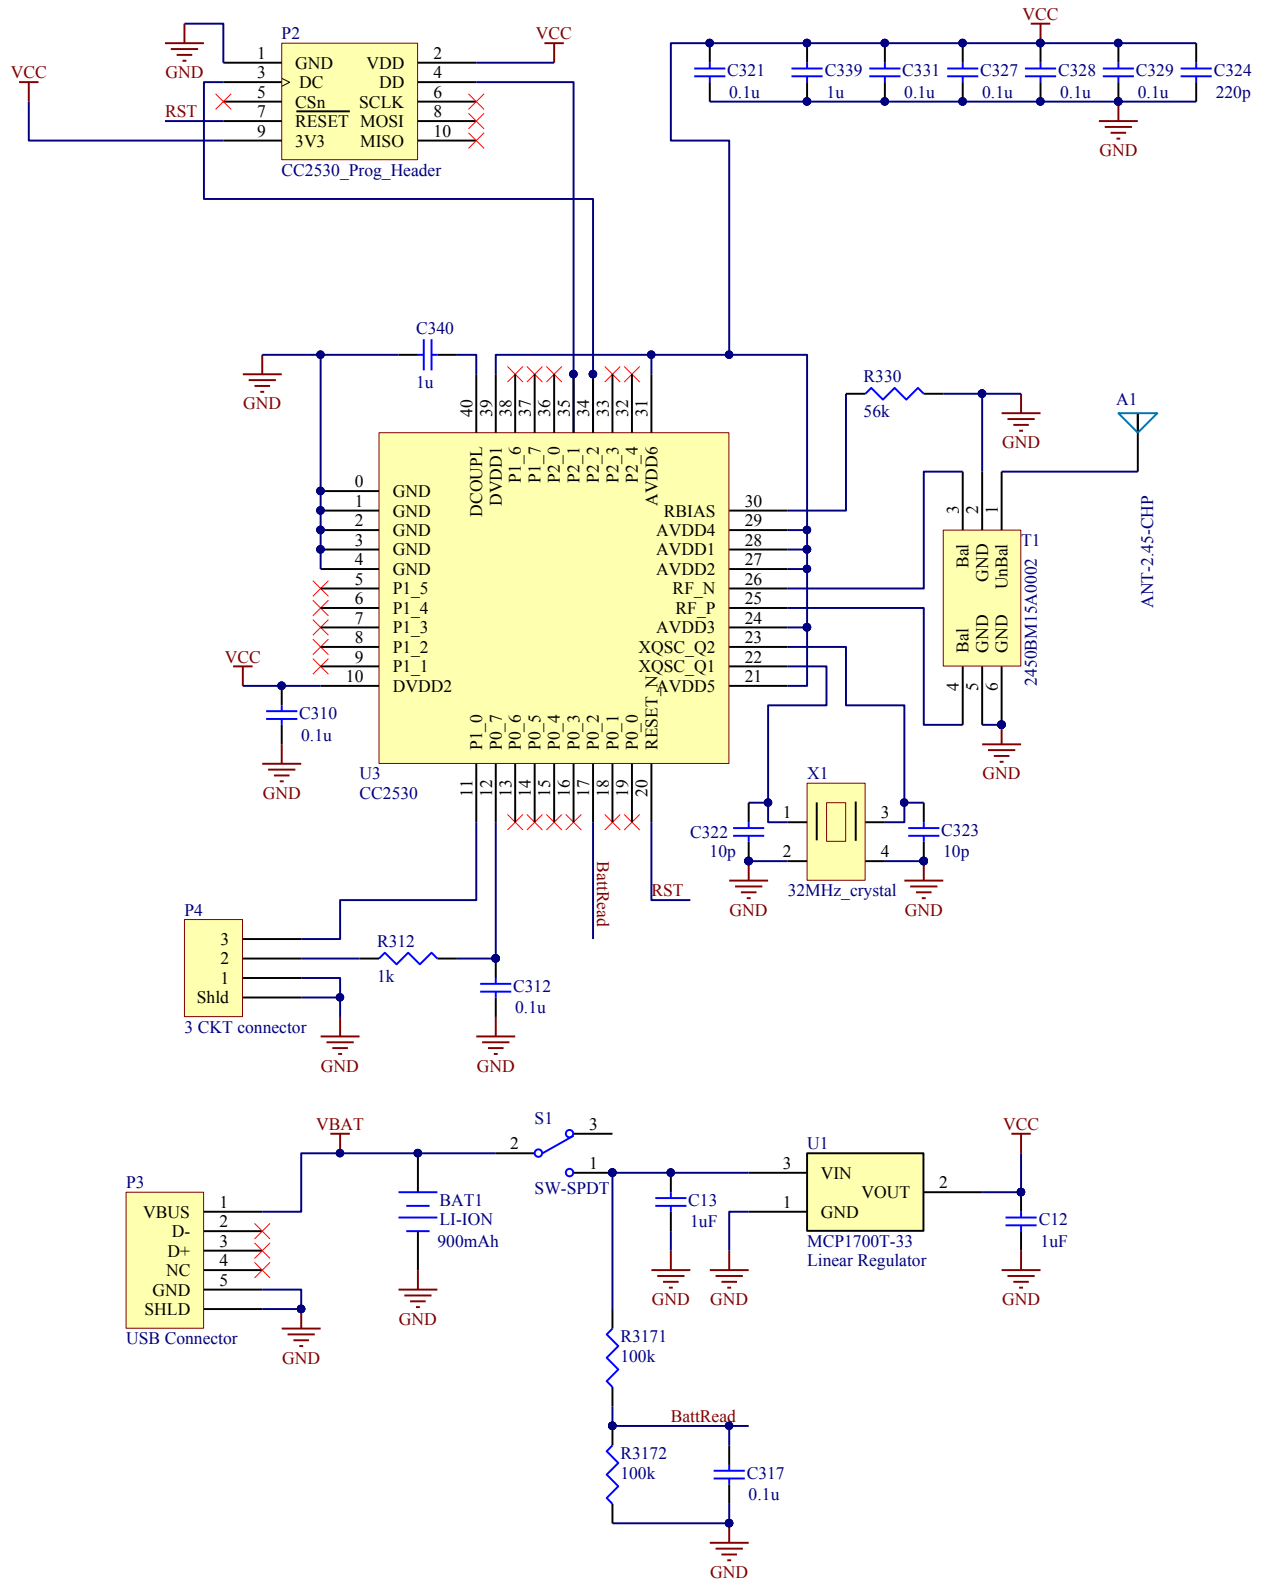 P2
VCC
VCC
GND
1 GND VDD 2
3 DC DD 4
5 CSn SCLK 6
RST 7 RESET MOSI 8
9 3V3 MISO 10
CC2530_Prog_Header
VCC
C321 0.1u
C339 1u
C331 0.1u
C327 0.1u
C328 0.1u
C329 0.1u
C324 220p
GND
C340
1u
GND
40 39 38 37 36 35 34 33 32 31
DCOUPL
DVDD1
P1_6
P1_7
P2_0
P2_1
P2_2
P2_3
P2_4
AVDD6
0 GND
1 GND
2 GND
3 GND
4 GND
5 P1_5
6 P1_4
7 P1_3
8 P1_2
9 P1_1
10 DVDD2
RBIAS 30
AVDD4 29
AVDD1 28
AVDD2 27
RF_N 26
RF_P 25
AVDD3 24
XQSC_Q2 23
XQSC_Q1 22
AVDD5 21
P1_0
P0_7
P0_6
P0_5
P0_4
P0_3
P0_2
P0_1
P0_0
RESET_N
11 12 13 14 15 16 17 18 19 20
U3
CC2530
VCC
C310
0.1u
GND
R330
56k
GND
A1
ANT-2.45-CHP
3 2 1
Bal
GND
UnBal
T1
2450BM15A0002
Bal
GND
GND
4 5 6
GND
X1
1 3
2 4
32MHz_crystal
C322
10p
GND
C323
10p
GND
BattRead
RST
P4
3
2
1
Shld
3 CKT connector
R312
1k
C312
0.1u
GND
GND
VBAT
P3
VBUS 1
D- 2
D+ 3
NC 4
GND 5
SHLD
USB Connector
GND
BAT1
LI-ION
900mAh
GND
S1
2
3
1
SW-SPDT
C13
1uF
GND
GND
U1
3 VIN
VOUT 2
1 GND
MCP1700T-33
Linear Regulator
VCC
C12
1uF
GND
R3171
100k
BattRead
R3172
100k
C317
0.1u
GND